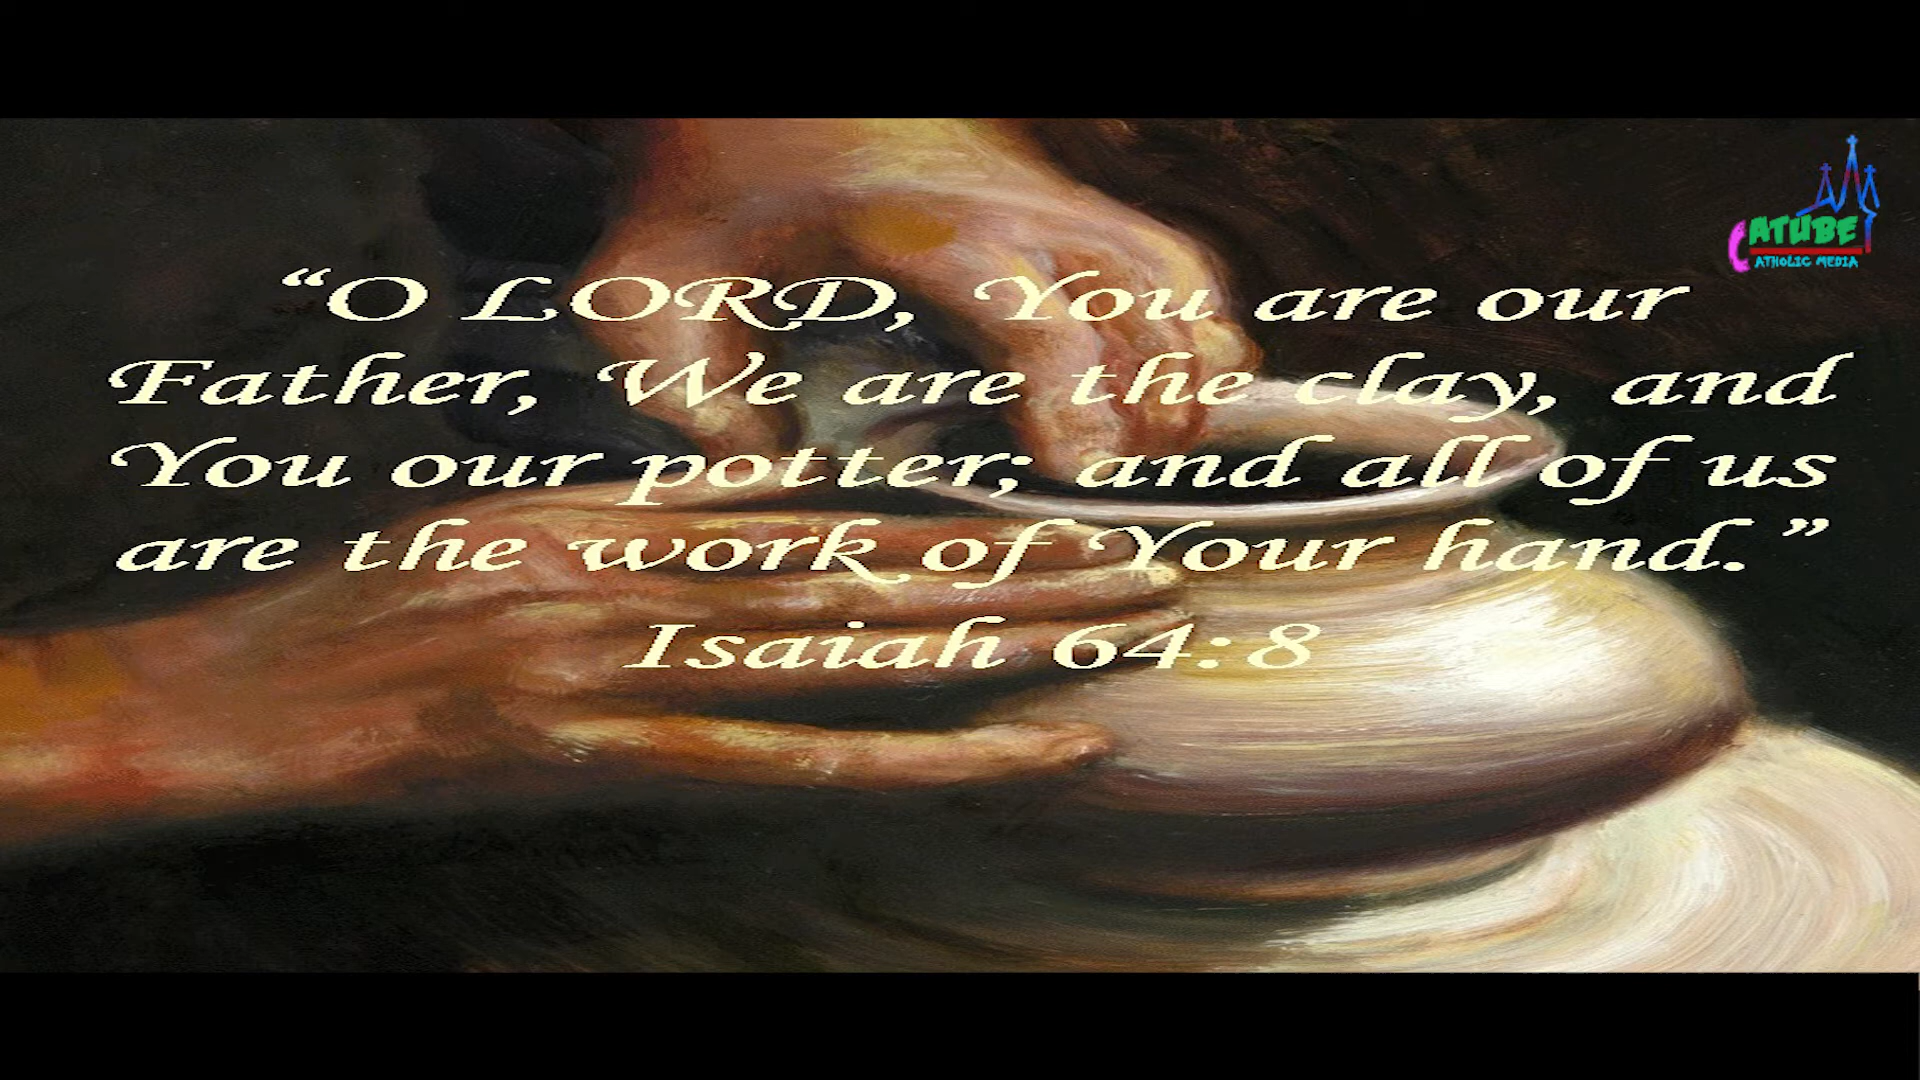 “O LORD, You are our
Father, We are the clay, and
You our potter; and all of us
are the work of Your hand.”
Isaiah 64:8
CATUBE
CATHOLIC MEDIA